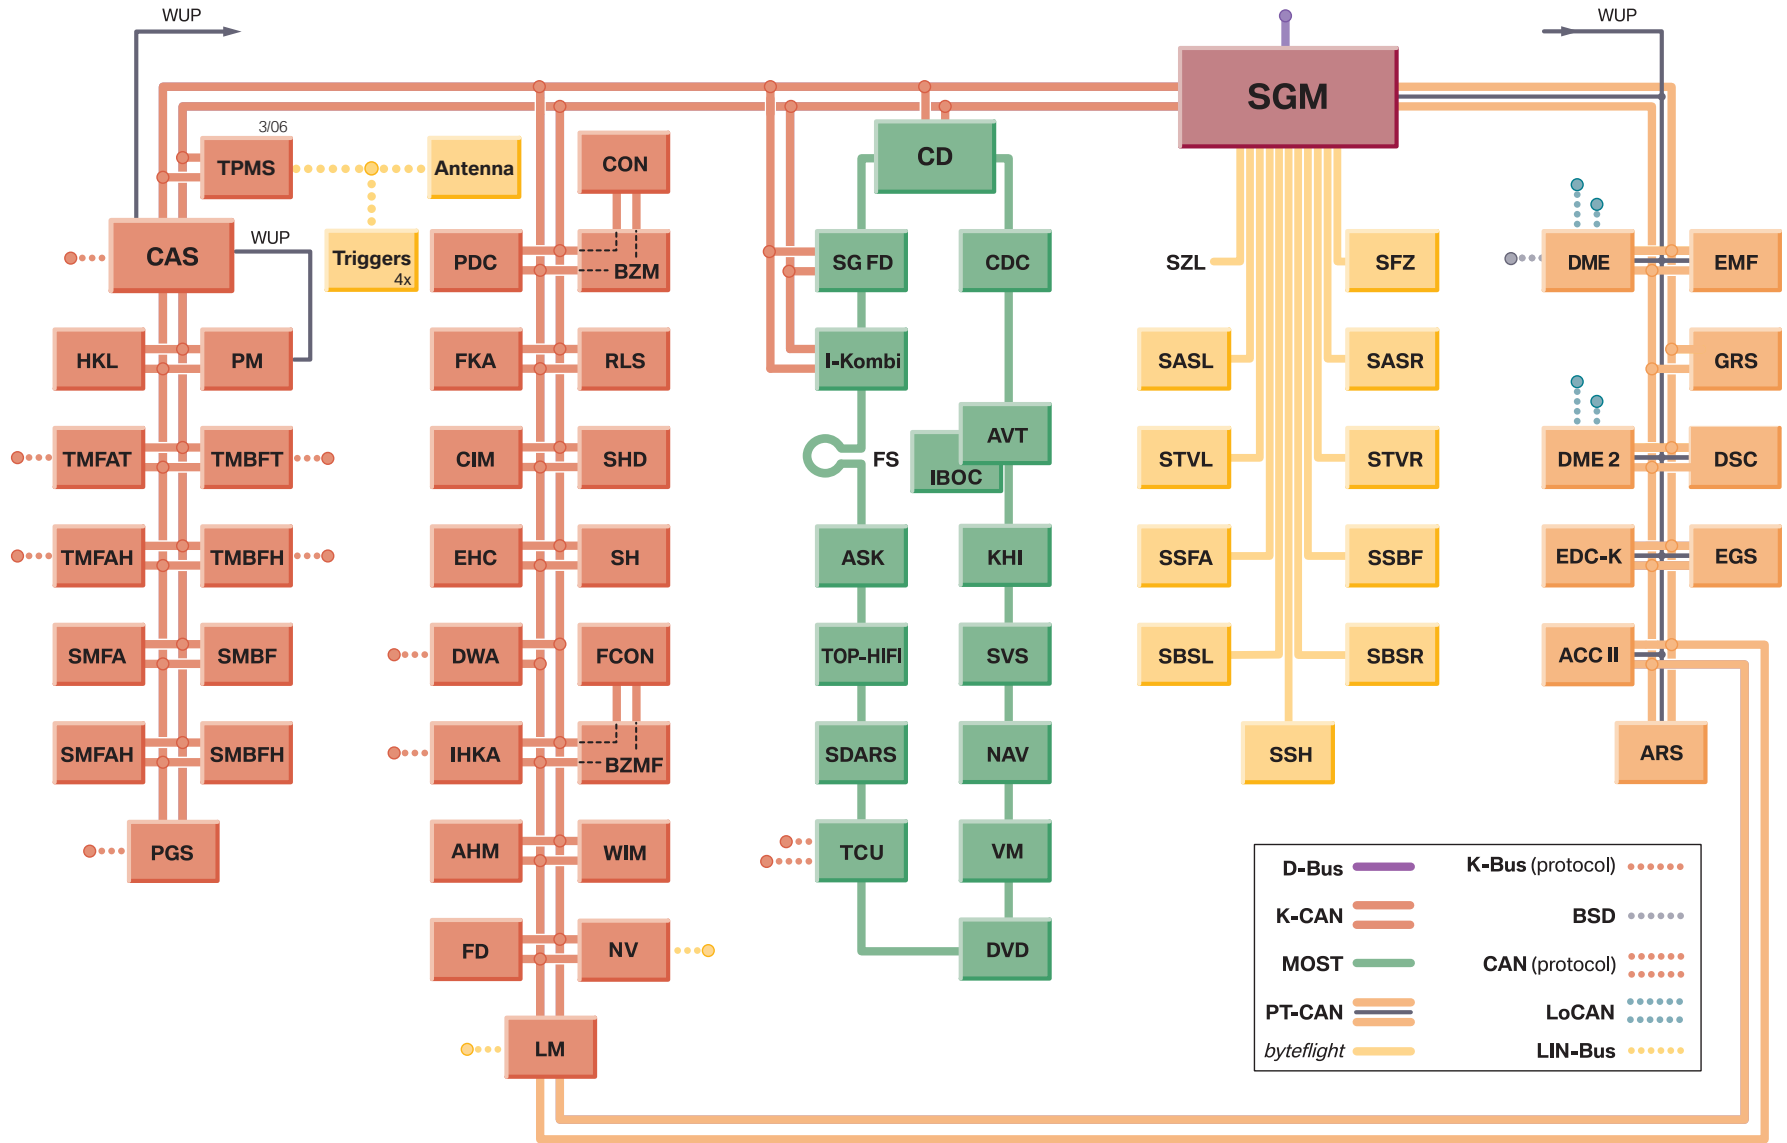 WUP
WUP
SGM
3/06
TPMS
Antenna
CON
CD
CAS
WUP
Triggers
4x
PDC
BZM
SG FD
CDC
SZL
SFZ
DME
EMF
HKL
PM
FKA
RLS
I-Kombi
SASL
SASR
GRS
TMFAT
TMBFT
CIM
SHD
FS
AVT
IBOC
STVL
STVR
DME 2
DSC
TMFAH
TMBFH
EHC
SH
ASK
KHI
SSFA
SSBF
EDC-K
EGS
SMFA
SMBF
DWA
FCON
TOP-HIFI
SVS
SBSL
SBSR
ACC II
SMFAH
SMBFH
IHKA
BZMF
SDARS
NAV
SSH
ARS
PGS
AHM
WIM
TCU
VM
FD
NV
DVD
LM
D-Bus
K-Bus (protocol)
K-CAN
BSD
MOST
CAN (protocol)
PT-CAN
LoCAN
byteflight
LIN-Bus